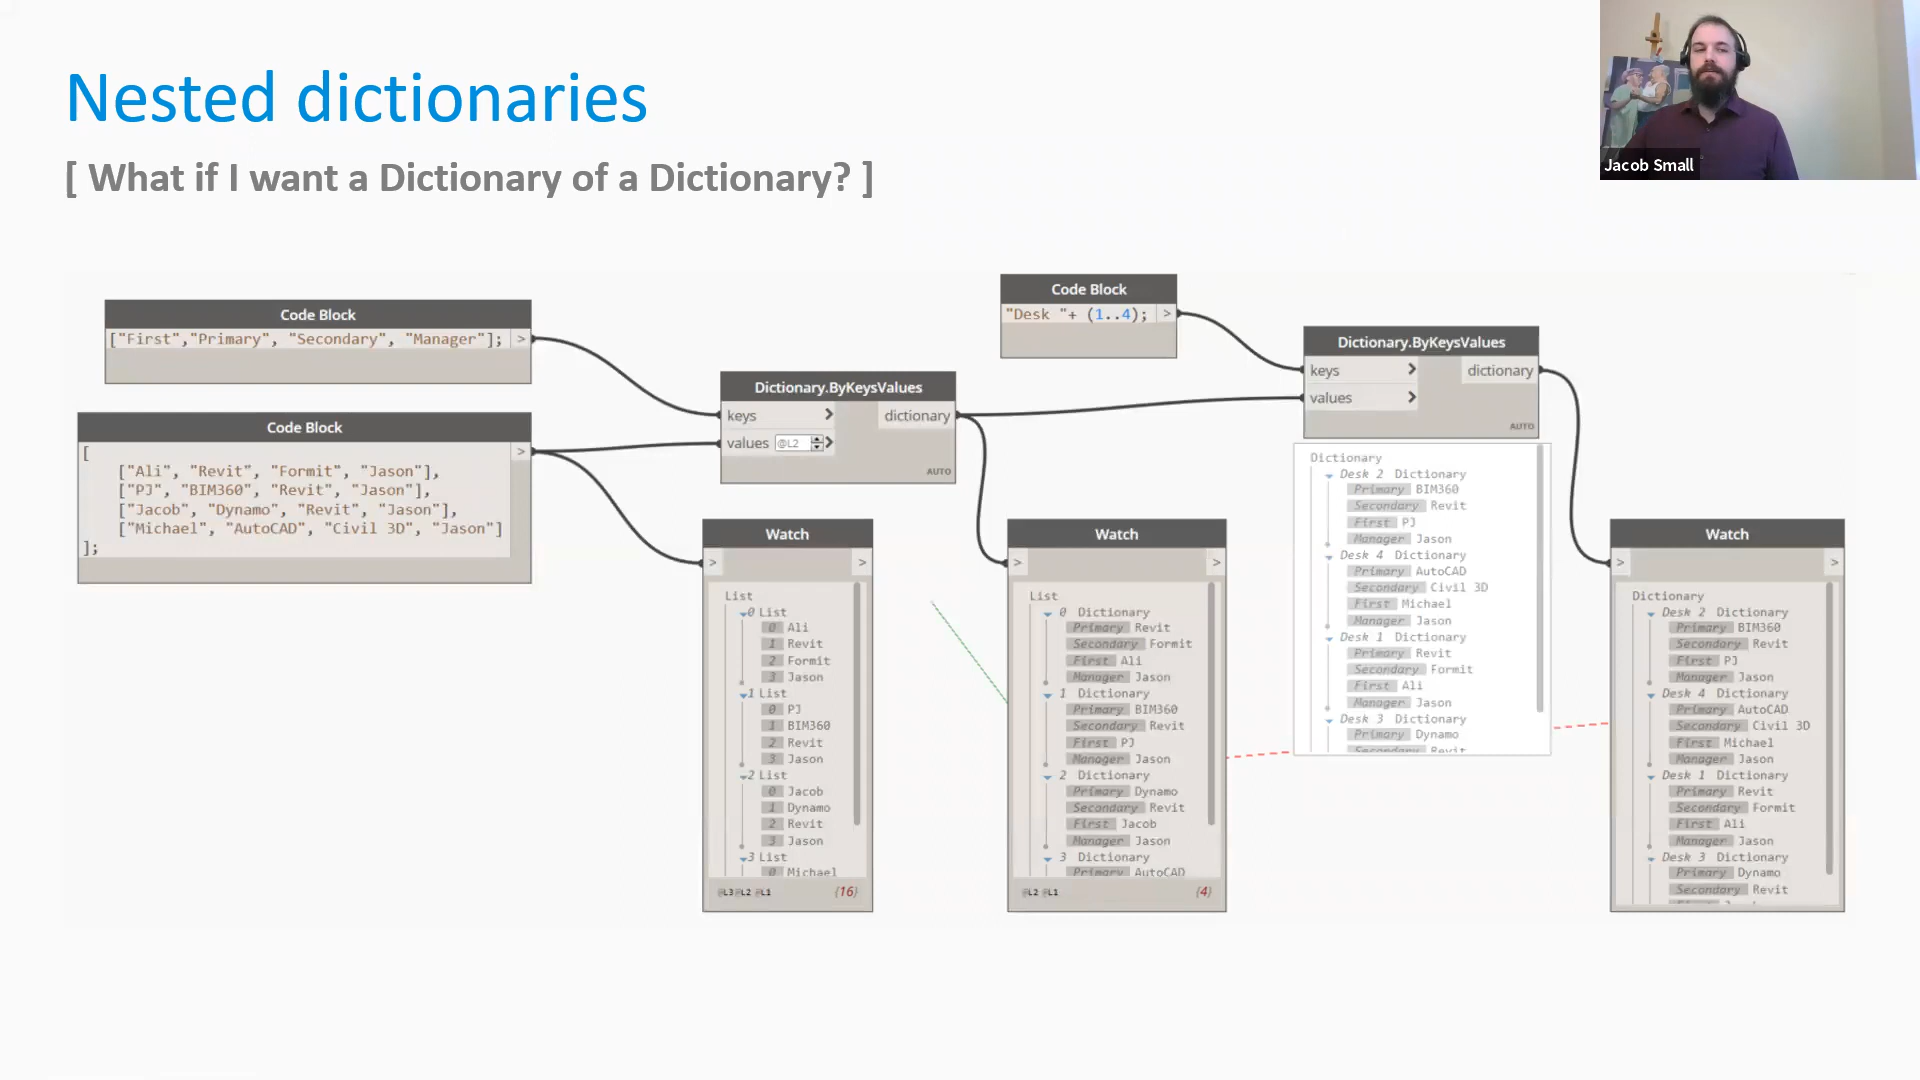 Nested dictionaries
[ What if I want a Dictionary of a Dictionary? ]
Jacob Small
Code Block
["First","Primary", "Secondary", "Manager"]; >
Code Block
[ >
["Ali", "Revit", "Formit", "Jason"],
["PJ", "BIM360", "Revit", "Jason"],
["Jacob", "Dynamo", "Revit", "Jason"],
["Michael", "AutoCAD", "Civil 3D", "Jason"]
];
Dictionary.ByKeysValues
keys > dictionary
values @L2 >
AUTO
Watch
> >
List
0 List
0 Ali
1 Revit
2 Formit
3 Jason
1 List
0 PJ
1 BIM360
2 Revit
3 Jason
2 List
0 Jacob
1 Dynamo
2 Revit
3 Jason
3 List
0 Michael
@L3 @L2 @L1 {16}
Code Block
"Desk "+ (1..4); >
Watch
> >
List
0 Dictionary
Primary Revit
Secondary Formit
First Ali
Manager Jason
1 Dictionary
Primary BIM360
Secondary Revit
First PJ
Manager Jason
2 Dictionary
Primary Dynamo
Secondary Revit
First Jacob
Manager Jason
3 Dictionary
Primary AutoCAD
@L2 @L1 {4}
Dictionary.ByKeysValues
keys > dictionary
values >
AUTO
Dictionary
Desk 2 Dictionary
Primary BIM360
Secondary Revit
First PJ
Manager Jason
Desk 4 Dictionary
Primary AutoCAD
Secondary Civil 3D
First Michael
Manager Jason
Desk 1 Dictionary
Primary Revit
Secondary Formit
First Ali
Manager Jason
Desk 3 Dictionary
Primary Dynamo
Secondary Revit
Watch
> >
Dictionary
Desk 2 Dictionary
Primary BIM360
Secondary Revit
First PJ
Manager Jason
Desk 4 Dictionary
Primary AutoCAD
Secondary Civil 3D
First Michael
Manager Jason
Desk 1 Dictionary
Primary Revit
Secondary Formit
First Ali
Manager Jason
Desk 3 Dictionary
Primary Dynamo
Secondary Revit